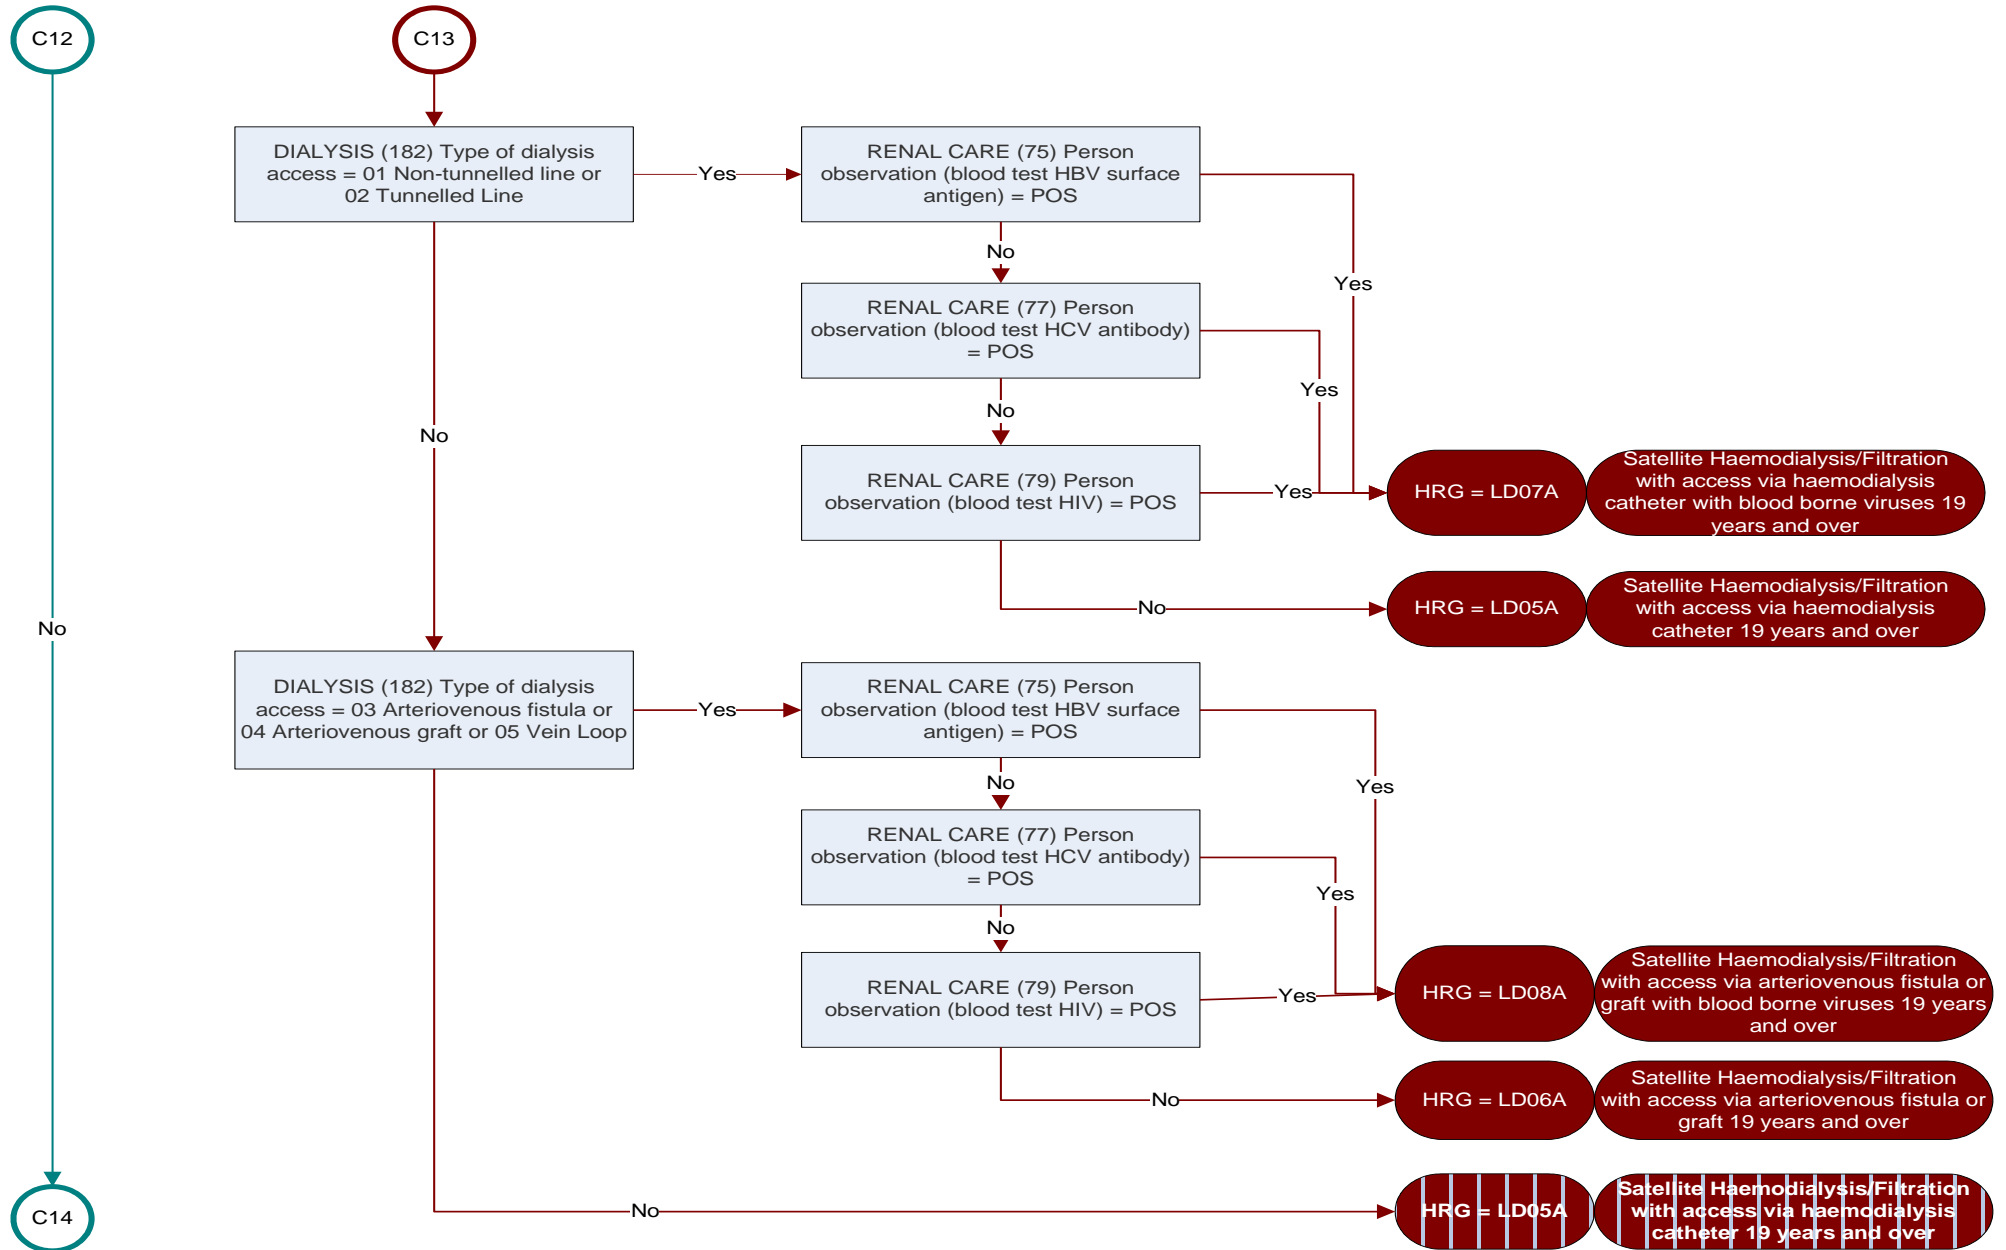 C12
C13
DIALYSIS (182) Type of dialysis
access = 01 Non-tunnelled line or
02 Tunnelled Line
Yes
RENAL CARE (75) Person
observation (blood test HBV surface
antigen) = POS
No
Yes
RENAL CARE (77) Person
observation (blood test HCV antibody)
= POS
Yes
No
No
RENAL CARE (79) Person
observation (blood test HIV) = POS
Yes
HRG = LD07A
Satellite Haemodialysis/Filtration
with access via haemodialysis
catheter with blood borne viruses 19
years and over
No
HRG = LD05A
Satellite Haemodialysis/Filtration
with access via haemodialysis
catheter 19 years and over
No
DIALYSIS (182) Type of dialysis
access = 03 Arteriovenous fistula or
04 Arteriovenous graft or 05 Vein Loop
Yes
RENAL CARE (75) Person
observation (blood test HBV surface
antigen) = POS
No
Yes
RENAL CARE (77) Person
observation (blood test HCV antibody)
= POS
Yes
No
RENAL CARE (79) Person
observation (blood test HIV) = POS
Yes
HRG = LD08A
Satellite Haemodialysis/Filtration
with access via arteriovenous fistula or
graft with blood borne viruses 19 years
and over
No
HRG = LD06A
Satellite Haemodialysis/Filtration
with access via arteriovenous fistula or
graft 19 years and over
C14
No
HRG = LD05A
Satellite Haemodialysis/Filtration
with access via haemodialysis
catheter 19 years and over